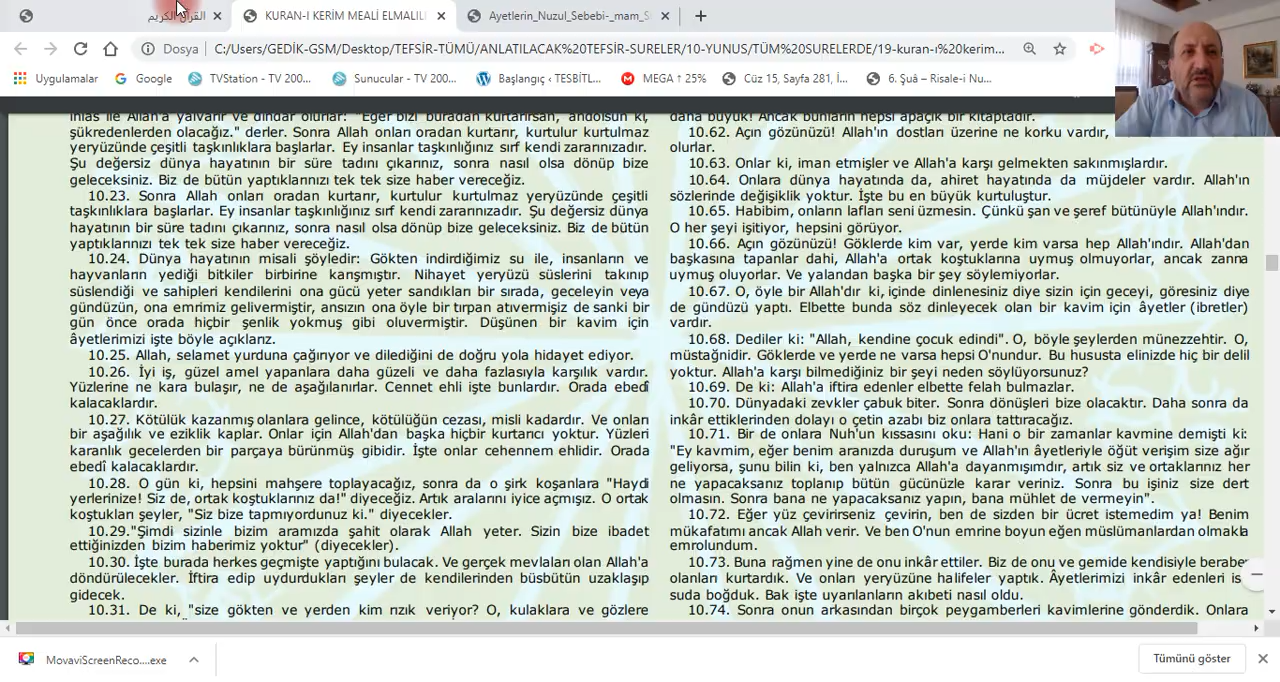 القرآن الكريم
KURAN-I KERİM MEALİ ELMALILI
Ayetlerin_Nuzul_Sebebi-_mam_S
Dosya
C:/Users/GEDİK-GSM/Desktop/TEFSİR-TÜMÜ/ANLATILACAK%20TEFSİR-SURELER/10-YUNUS/TÜM%20SURELERDE/19-kuran-ı%20kerim...
Uygulamalar
Google
TVStation - TV 200...
Sunucular - TV 200...
Başlangıç ‹ TESBİTL...
MEGA ↑ 25%
Cüz 15, Sayfa 281, İ...
6. Şuâ – Risale-i Nu...
ihlas ile Allah'a yalvarır ve dindar olurlar: "Eğer bizi buradan kurtarırsan, andolsun ki,
şükredenlerden olacağız." derler. Sonra Allah onları oradan kurtarır, kurtulur kurtulmaz
yeryüzünde çeşitli taşkınlıklara başlarlar. Ey insanlar taşkınlığınız sırf kendi zararınızadır.
Şu değersiz dünya hayatının bir süre tadını çıkarınız, sonra nasıl olsa dönüp bize
geleceksiniz. Biz de bütün yaptıklarınızı tek tek size haber vereceğiz.
10.23. Sonra Allah onları oradan kurtarır, kurtulur kurtulmaz yeryüzünde çeşitli
taşkınlıklara başlarlar. Ey insanlar taşkınlığınız sırf kendi zararınızadır. Şu değersiz dünya
hayatının bir süre tadını çıkarınız, sonra nasıl olsa dönüp bize geleceksiniz. Biz de bütün
yaptıklarınızı tek tek size haber vereceğiz.
10.24. Dünya hayatının misali şöyledir: Gökten indirdiğimiz su ile, insanların ve
hayvanların yediği bitkiler birbirine karışmıştır. Nihayet yeryüzü süslerini takınıp
süslendiği ve sahipleri kendilerini ona gücü yeter sandıkları bir sırada, geceleyin veya
gündüzün, ona emrimiz gelivermiştir, ansızın ona öyle bir tırpan atıvermişiz de sanki bir
gün önce orada hiçbir şenlik yokmuş gibi oluvermiştir. Düşünen bir kavim için
âyetlerimizi işte böyle açıklarız.
10.25. Allah, selamet yurduna çağırıyor ve dilediğini de doğru yola hidayet ediyor.
10.26. İyi iş, güzel amel yapanlara daha güzeli ve daha fazlasıyla karşılık vardır.
Yüzlerine ne kara bulaşır, ne de aşağılanırlar. Cennet ehli işte bunlardır. Orada ebedî
kalacaklardır.
10.27. Kötülük kazanmış olanlara gelince, kötülüğün cezası, misli kadardır. Ve onları
bir aşağılık ve eziklik kaplar. Onlar için Allah'dan başka hiçbir kurtarıcı yoktur. Yüzleri
karanlık gecelerden bir parçaya bürünmüş gibidir. İşte onlar cehennem ehlidir. Orada
ebedî kalacaklardır.
10.28. O gün ki, hepsini mahşere toplayacağız, sonra da o şirk koşanlara "Haydi
yerlerinize! Siz de, ortak koştuklarınız da!" diyeceğiz. Artık aralarını iyice açmışız. O ortak
koştukları şeyler, "Siz bize tapmıyordunuz ki." diyecekler.
10.29."Şimdi sizinle bizim aramızda şahit olarak Allah yeter. Sizin bize ibadet
ettiğinizden bizim haberimiz yoktur" (diyecekler).
10.30. İşte burada herkes geçmişte yaptığını bulacak. Ve gerçek mevlaları olan Allah'a
döndürülecekler. İftira edip uydurdukları şeyler de kendilerinden büsbütün uzaklaşıp
gidecek.
10.31. De ki, "size gökten ve yerden kim rızık veriyor? O, kulaklara ve gözlere
daha büyük! Ancak bunların hepsi apaçık bir kitaptadır.
10.62. Açın gözünüzü! Allah'ın dostları üzerine ne korku vardır,
olurlar.
10.63. Onlar ki, iman etmişler ve Allah'a karşı gelmekten sakınmışlardır.
10.64. Onlara dünya hayatında da, ahiret hayatında da müjdeler vardır. Allah'ın
sözlerinde değişiklik yoktur. İşte bu en büyük kurtuluştur.
10.65. Habibim, onların lafları seni üzmesin. Çünkü şan ve şeref bütünüyle Allah'ındır.
O her şeyi işitiyor, hepsini görüyor.
10.66. Açın gözünüzü! Göklerde kim var, yerde kim varsa hep Allah'ındır. Allah'dan
başkasına tapanlar dahi, Allah'a ortak koştuklarına uymuş olmuyorlar, ancak zanna
uymuş oluyorlar. Ve yalandan başka bir şey söylemiyorlar.
10.67. O, öyle bir Allah'dır ki, içinde dinlenesiniz diye sizin için geceyi, göresiniz diye
de gündüzü yaptı. Elbette bunda söz dinleyecek olan bir kavim için âyetler (ibretler)
vardır.
10.68. Dediler ki: "Allah, kendine çocuk edindi". O, böyle şeylerden münezzehtir. O,
müstağnidir. Göklerde ve yerde ne varsa hepsi O'nundur. Bu hususta elinizde hiç bir delil
yoktur. Allah'a karşı bilmediğiniz bir şeyi neden söylüyorsunuz?
10.69. De ki: Allah'a iftira edenler elbette felah bulmazlar.
10.70. Dünyadaki zevkler çabuk biter. Sonra dönüşleri bize olacaktır. Daha sonra da
inkâr ettiklerinden dolayı o çetin azabı biz onlara tattıracağız.
10.71. Bir de onlara Nuh'un kıssasını oku: Hani o bir zamanlar kavmine demişti ki:
"Ey kavmim, eğer benim aranızda duruşum ve Allah'ın âyetleriyle öğüt verişim size ağır
geliyorsa, şunu bilin ki, ben yalnızca Allah'a dayanmışımdır, artık siz ve ortaklarınız her
ne yapacaksanız toplanıp bütün gücünüzle karar veriniz. Sonra bu işiniz size dert
olmasın. Sonra bana ne yapacaksanız yapın, bana mühlet de vermeyin".
10.72. Eğer yüz çevirirseniz çevirin, ben de sizden bir ücret istemedim ya! Benim
mükafatımı ancak Allah verir. Ve ben O'nun emrine boyun eğen müslümanlardan olmakla
emrolundum.
10.73. Buna rağmen yine de onu inkâr ettiler. Biz de onu ve gemide kendisiyle beraber
olanları kurtardık. Ve onları yeryüzüne halifeler yaptık. Âyetlerimizi inkâr edenleri is
suda boğduk. Bak işte uyarılanların akıbeti nasıl oldu.
10.74. Sonra onun arkasından birçok peygamberleri kavimlerine gönderdik. Onlara
MovaviScreenReco....exe
Tümünü göster